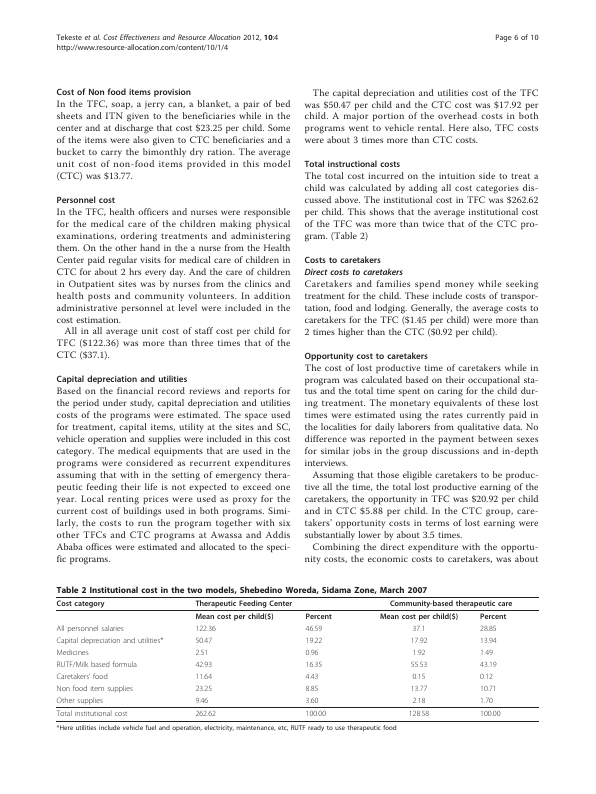 Tekeste et al. Cost Effectiveness and Resource Allocation 2012, 10:4
http://www.resource-allocation.com/content/10/1/4
Page 6 of 10
Cost of Non food items provision
In the TFC, soap, a jerry can, a blanket, a pair of bed
sheets and ITN given to the beneficiaries while in the
center and at discharge that cost $23.25 per child. Some
of the items were also given to CTC beneficiaries and a
bucket to carry the bimonthly dry ration. The average
unit cost of non-food items provided in this model
(CTC) was $13.77.
Personnel cost
In the TFC, health officers and nurses were responsible
for the medical care of the children making physical
examinations, ordering treatments and administering
them. On the other hand in the a nurse from the Health
Center paid regular visits for medical care of children in
CTC for about 2 hrs every day. And the care of children
in Outpatient sites was by nurses from the clinics and
health posts and community volunteers. In addition
administrative personnel at level were included in the
cost estimation.
All in all average unit cost of staff cost per child for
TFC ($122.36) was more than three times that of the
CTC ($37.1).
Capital depreciation and utilities
Based on the financial record reviews and reports for
the period under study, capital depreciation and utilities
costs of the programs were estimated. The space used
for treatment, capital items, utility at the sites and SC,
vehicle operation and supplies were included in this cost
category. The medical equipments that are used in the
programs were considered as recurrent expenditures
assuming that with in the setting of emergency thera-
peutic feeding their life is not expected to exceed one
year. Local renting prices were used as proxy for the
current cost of buildings used in both programs. Simi-
larly, the costs to run the program together with six
other TFCs and CTC programs at Awassa and Addis
Ababa offices were estimated and allocated to the speci-
fic programs.
The capital depreciation and utilities cost of the TFC
was $50.47 per child and the CTC cost was $17.92 per
child. A major portion of the overhead costs in both
programs went to vehicle rental. Here also, TFC costs
were about 3 times more than CTC costs.
Total instructional costs
The total cost incurred on the intuition side to treat a
child was calculated by adding all cost categories dis-
cussed above. The institutional cost in TFC was $262.62
per child. This shows that the average institutional cost
of the TFC was more than twice that of the CTC pro-
gram. (Table 2)
Costs to caretakers
Direct costs to caretakers
Caretakers and families spend money while seeking
treatment for the child. These include costs of transpor-
tation, food and lodging. Generally, the average costs to
caretakers for the TFC ($1.45 per child) were more than
2 times higher than the CTC ($0.92 per child).
Opportunity cost to caretakers
The cost of lost productive time of caretakers while in
program was calculated based on their occupational sta-
tus and the total time spent on caring for the child dur-
ing treatment. The monetary equivalents of these lost
times were estimated using the rates currently paid in
the localities for daily laborers from qualitative data. No
difference was reported in the payment between sexes
for similar jobs in the group discussions and in-depth
interviews.
Assuming that those eligible caretakers to be produc-
tive all the time, the total lost productive earning of the
caretakers, the opportunity in TFC was $20.92 per child
and in CTC $5.88 per child. In the CTC group, care-
takers' opportunity costs in terms of lost earning were
substantially lower by about 3.5 times.
Combining the direct expenditure with the opportu-
nity costs, the economic costs to caretakers, was about
Table 2 Institutional cost in the two models, Shebedino Woreda, Sidama Zone, March 2007
Cost category Therapeutic Feeding Center Community-based therapeutic care
Mean cost per child($) Percent Mean cost per child($) Percent
All personnel salaries 122.36 46.59 37.1 28.85
Capital depreciation and utilities* 50.47 19.22 17.92 13.94
Medicines 2.51 0.96 1.92 1.49
RUTF/Milk based formula 42.93 16.35 55.53 43.19
Caretakers' food 11.64 4.43 0.15 0.12
Non food item supplies 23.25 8.85 13.77 10.71
Other supplies 9.46 3.60 2.18 1.70
Total institutional cost 262.62 100.00 128.58 100.00
*Here utilities include vehicle fuel and operation, electricity, maintenance, etc, RUTF ready to use therapeutic food